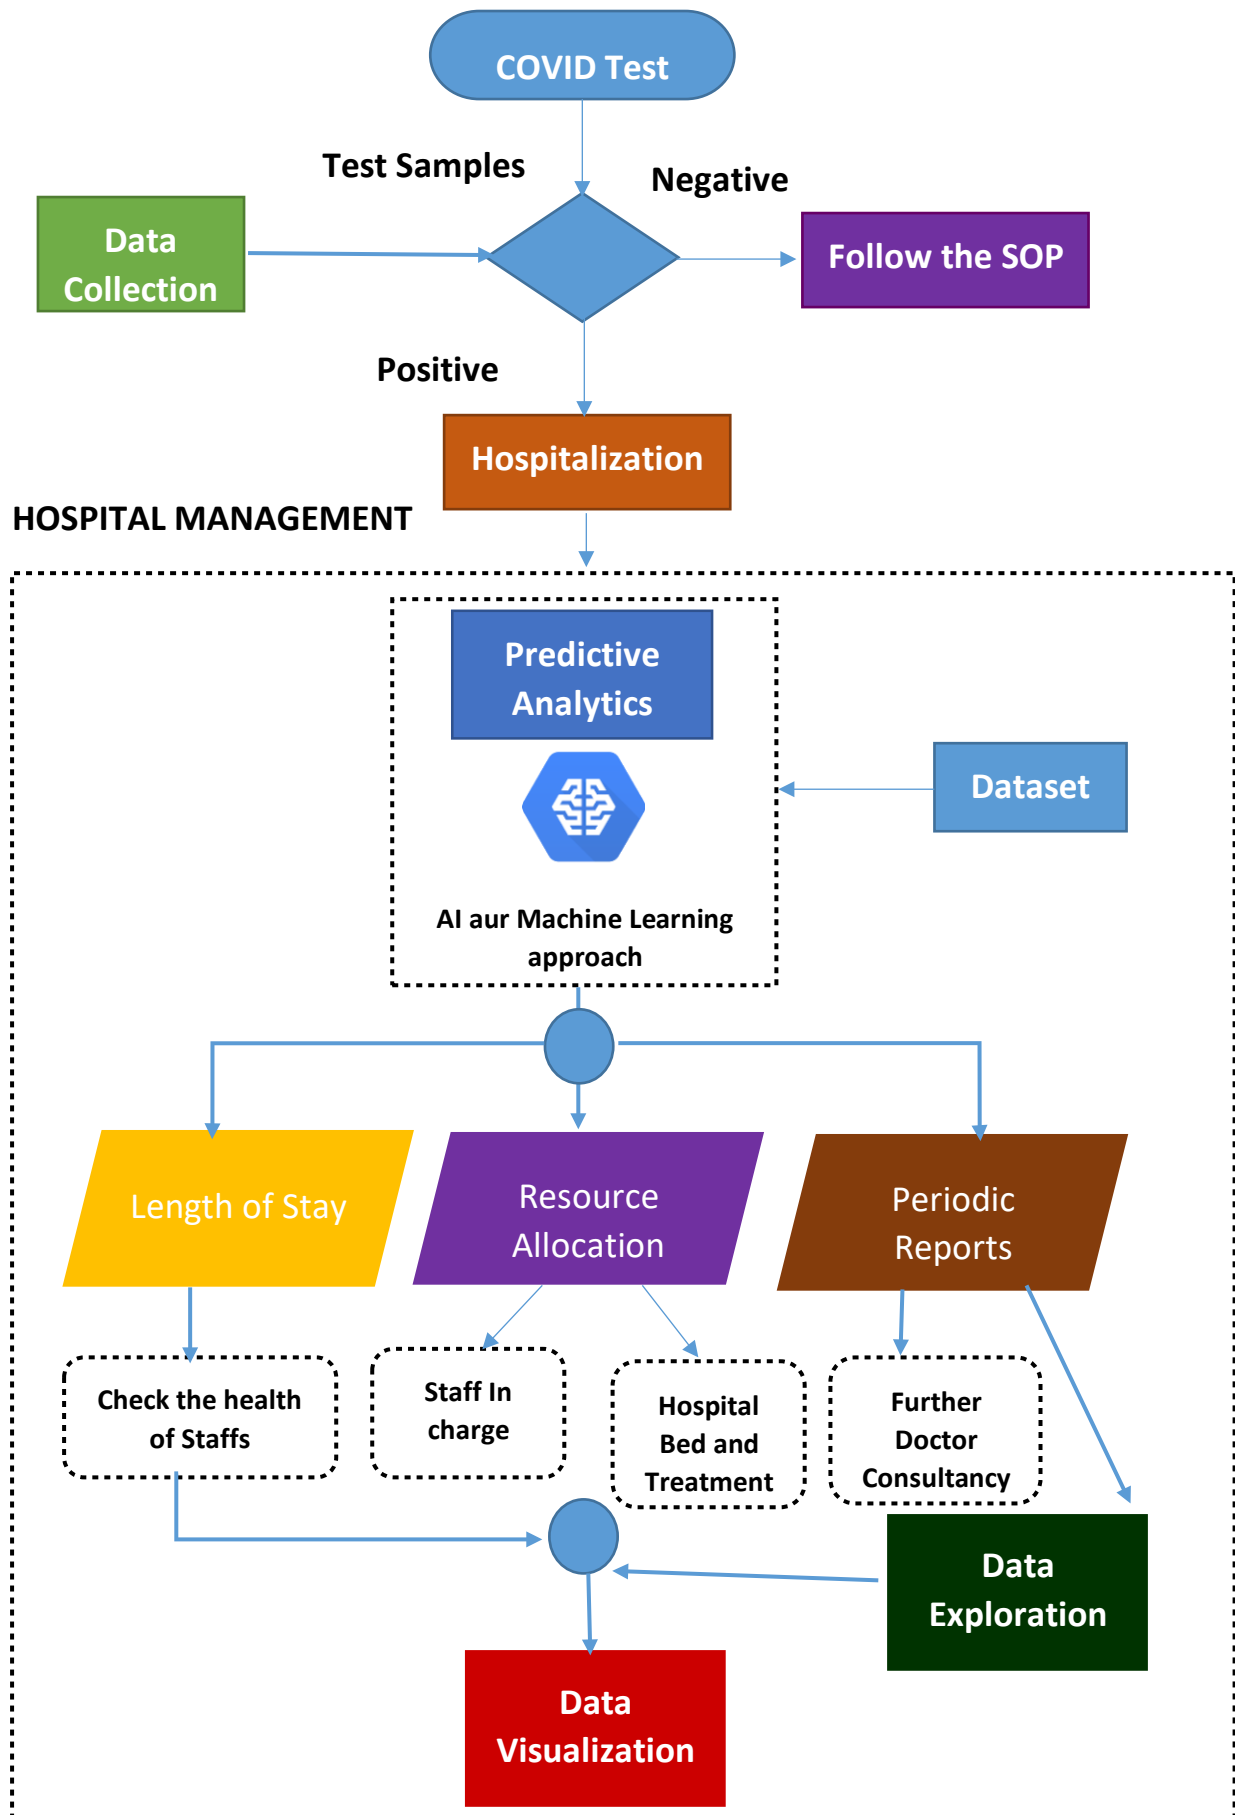 COVID Test
Test Samples
Negative
Data
Collection
Follow the SOP
Positive
Hospitalization
HOSPITAL MANAGEMENT
Predictive
Analytics
Dataset
AI aur Machine Learning
approach
Length of Stay
Resource
Allocation
Periodic
Reports
Check the health
of Staffs
Staff In
charge
Hospital
Bed and
Treatment
Further
Doctor
Consultancy
Data
Exploration
Data
Visualization